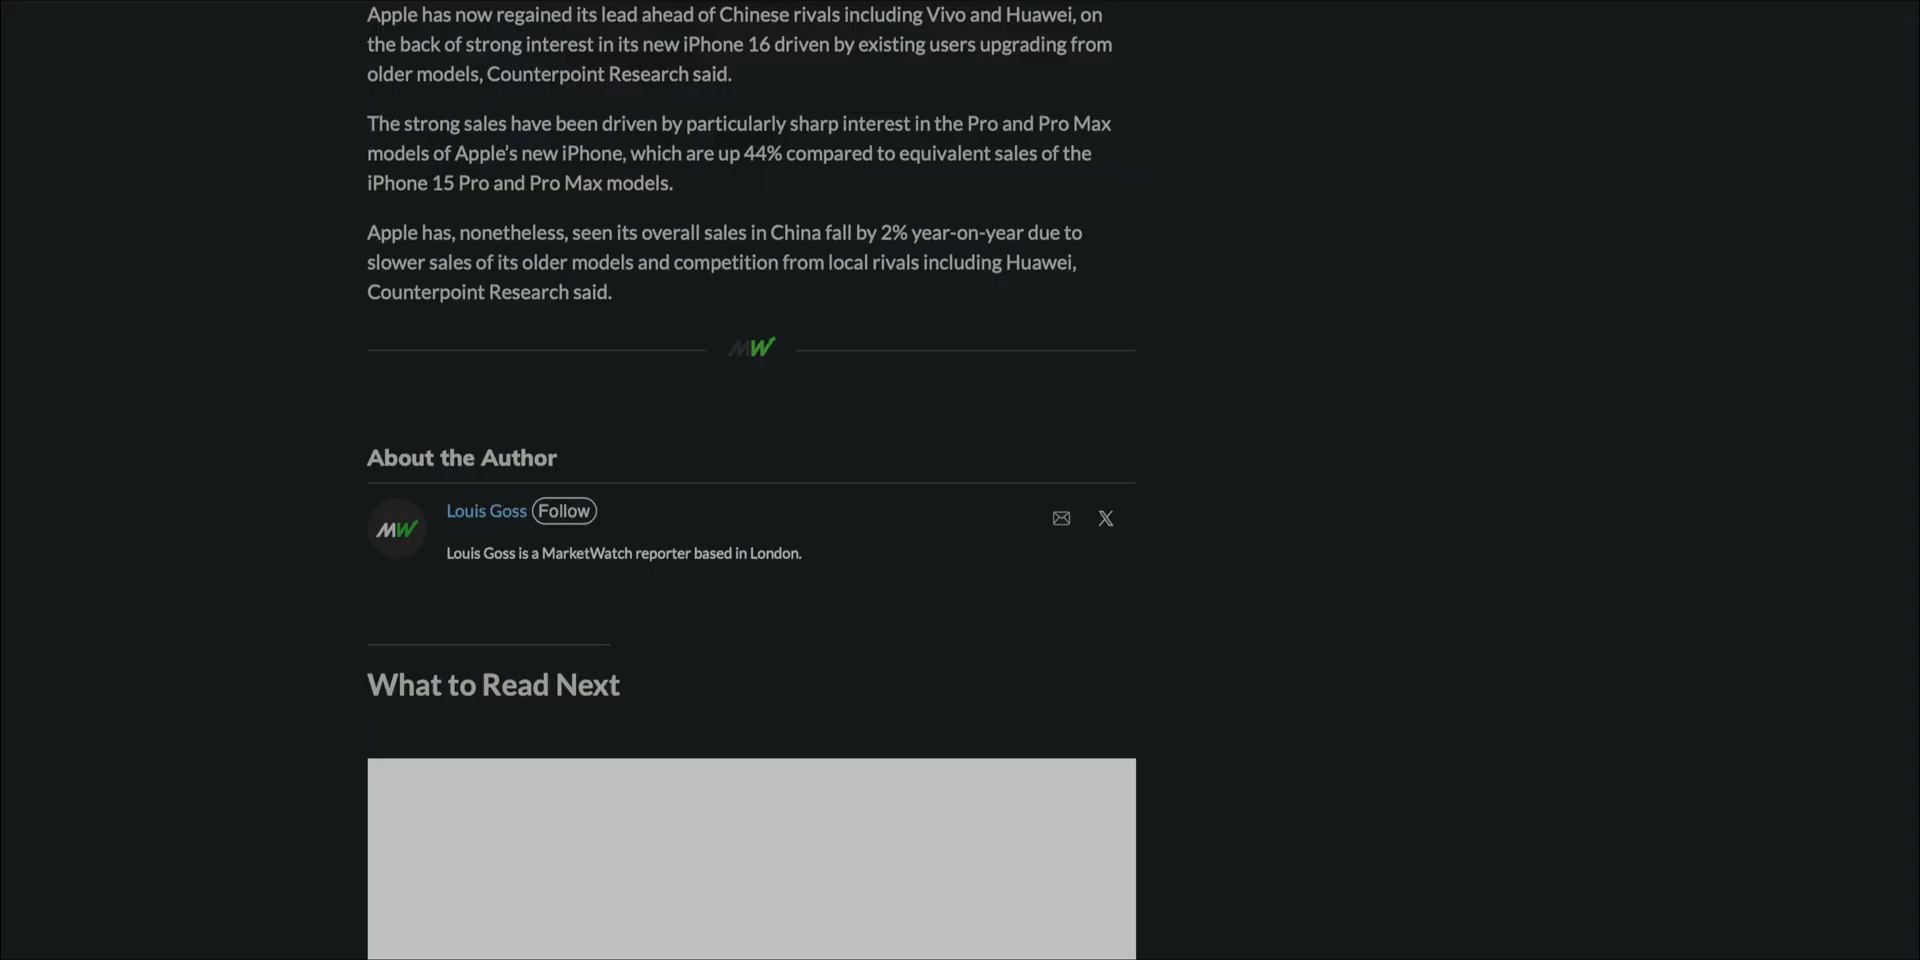 Apple has now regained its lead ahead of Chinese rivals including Vivo and Huawei, on
the back of strong interest in its new iPhone 16 driven by existing users upgrading from
older models, Counterpoint Research said.
The strong sales have been driven by particularly sharp interest in the Pro and Pro Max
models of Apple’s new iPhone, which are up 44% compared to equivalent sales of the
iPhone 15 Pro and Pro Max models.
Apple has, nonetheless, seen its overall sales in China fall by 2% year-on-year due to
slower sales of its older models and competition from local rivals including Huawei,
Counterpoint Research said.
MW
About the Author
MW
Louis Goss Follow
Louis Goss is a MarketWatch reporter based in London.
What to Read Next